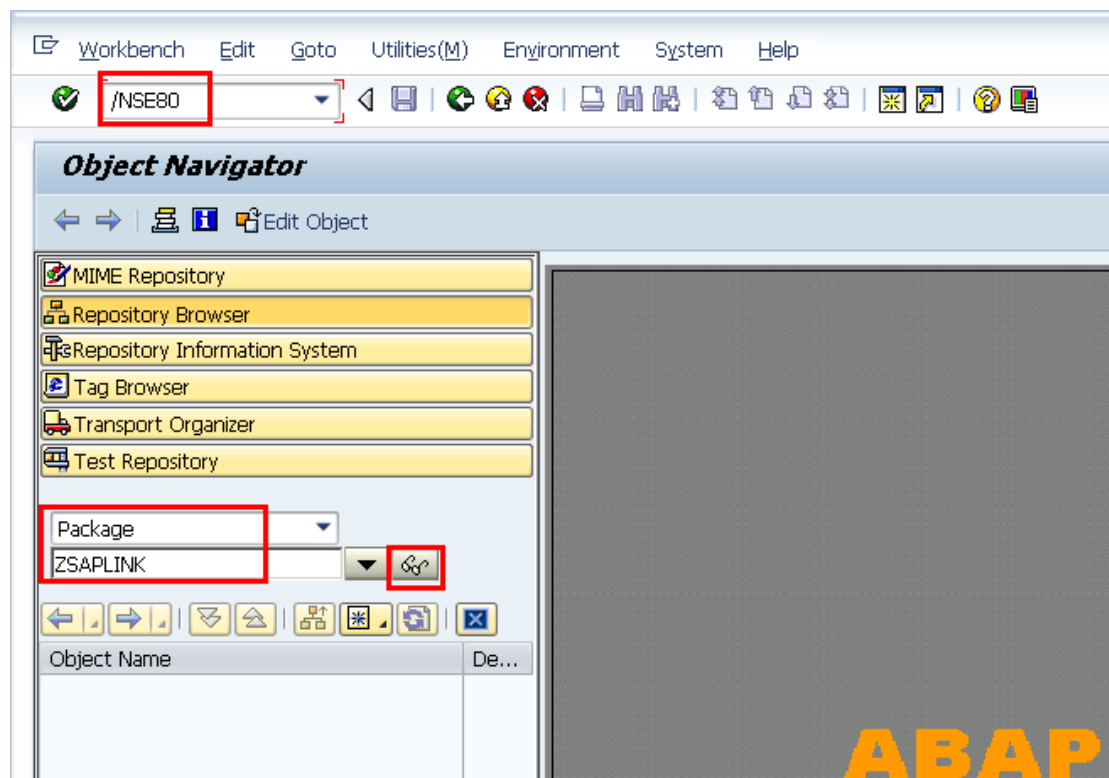 Workbench Edit Goto Utilities(M) Environment System Help
/NSE80
Object Navigator
Edit Object
MIME Repository
Repository Browser
Repository Information System
Tag Browser
Transport Organizer
Test Repository
Package
ZSAPLINK
Object Name De...
ABAP